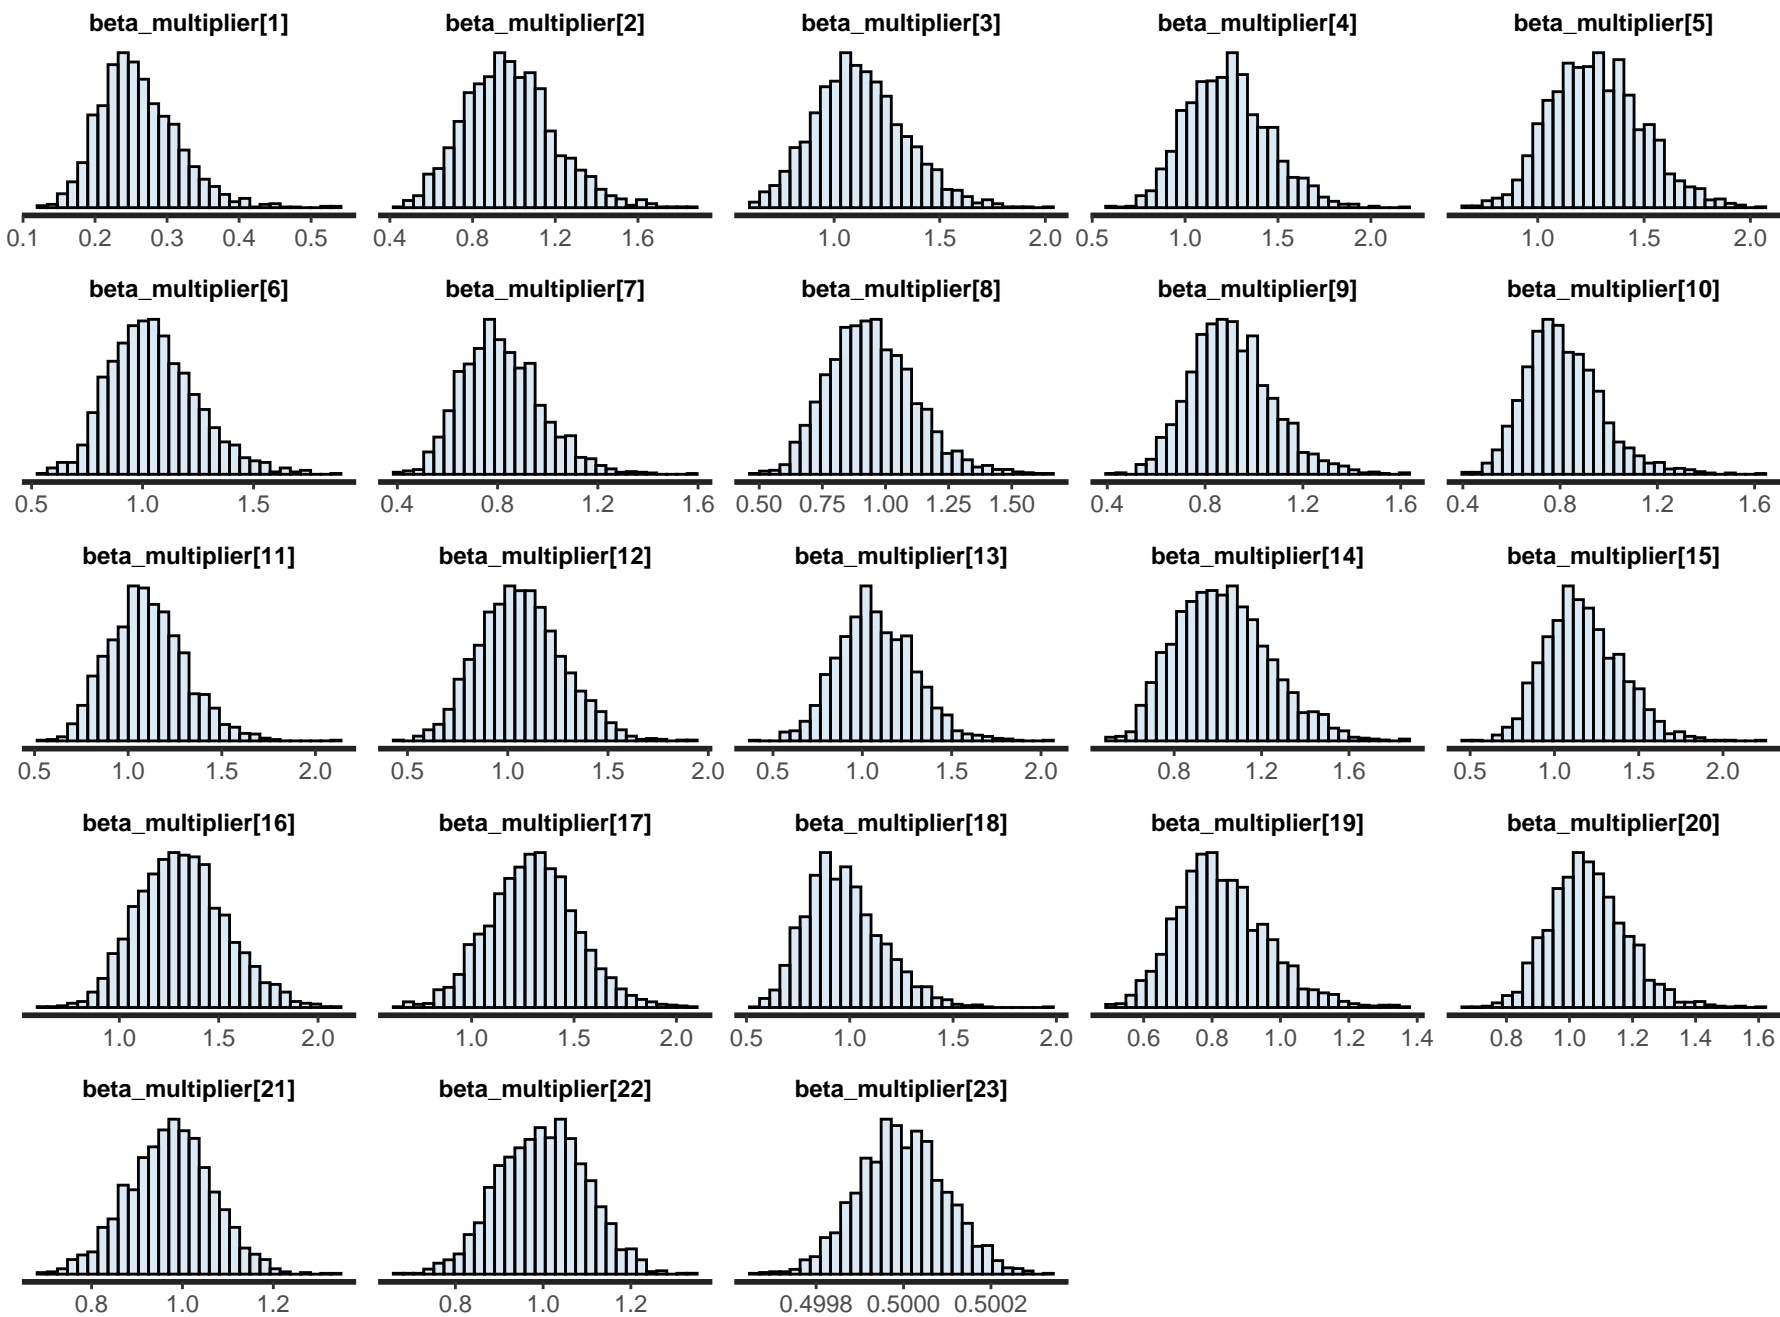 beta_multiplier[1] beta_multiplier[2] beta_multiplier[3] beta_multiplier[4] beta_multiplier[5]
0.1 0.2 0.3 0.4 0.5 0.4 0.8 1.2 1.6 1.0 1.5 2.0 0.5 1.0 1.5 2.0 1.0 1.5 2.0
beta_multiplier[6] beta_multiplier[7] beta_multiplier[8] beta_multiplier[9] beta_multiplier[10]
0.5 1.0 1.5 0.4 0.8 1.2 1.6 0.50 0.75 1.00 1.25 1.50 0.4 0.8 1.2 1.6 0.4 0.8 1.2 1.6
beta_multiplier[11] beta_multiplier[12] beta_multiplier[13] beta_multiplier[14] beta_multiplier[15]
0.5 1.0 1.5 2.0 0.5 1.0 1.5 2.0 0.5 1.0 1.5 2.0 0.8 1.2 1.6 0.5 1.0 1.5 2.0
beta_multiplier[16] beta_multiplier[17] beta_multiplier[18] beta_multiplier[19] beta_multiplier[20]
1.0 1.5 2.0 1.0 1.5 2.0 0.5 1.0 1.5 2.0 0.6 0.8 1.0 1.2 1.4 0.8 1.0 1.2 1.4 1.6
beta_multiplier[21] beta_multiplier[22] beta_multiplier[23]
0.8 1.0 1.2 0.8 1.0 1.2 0.4998 0.5000 0.5002